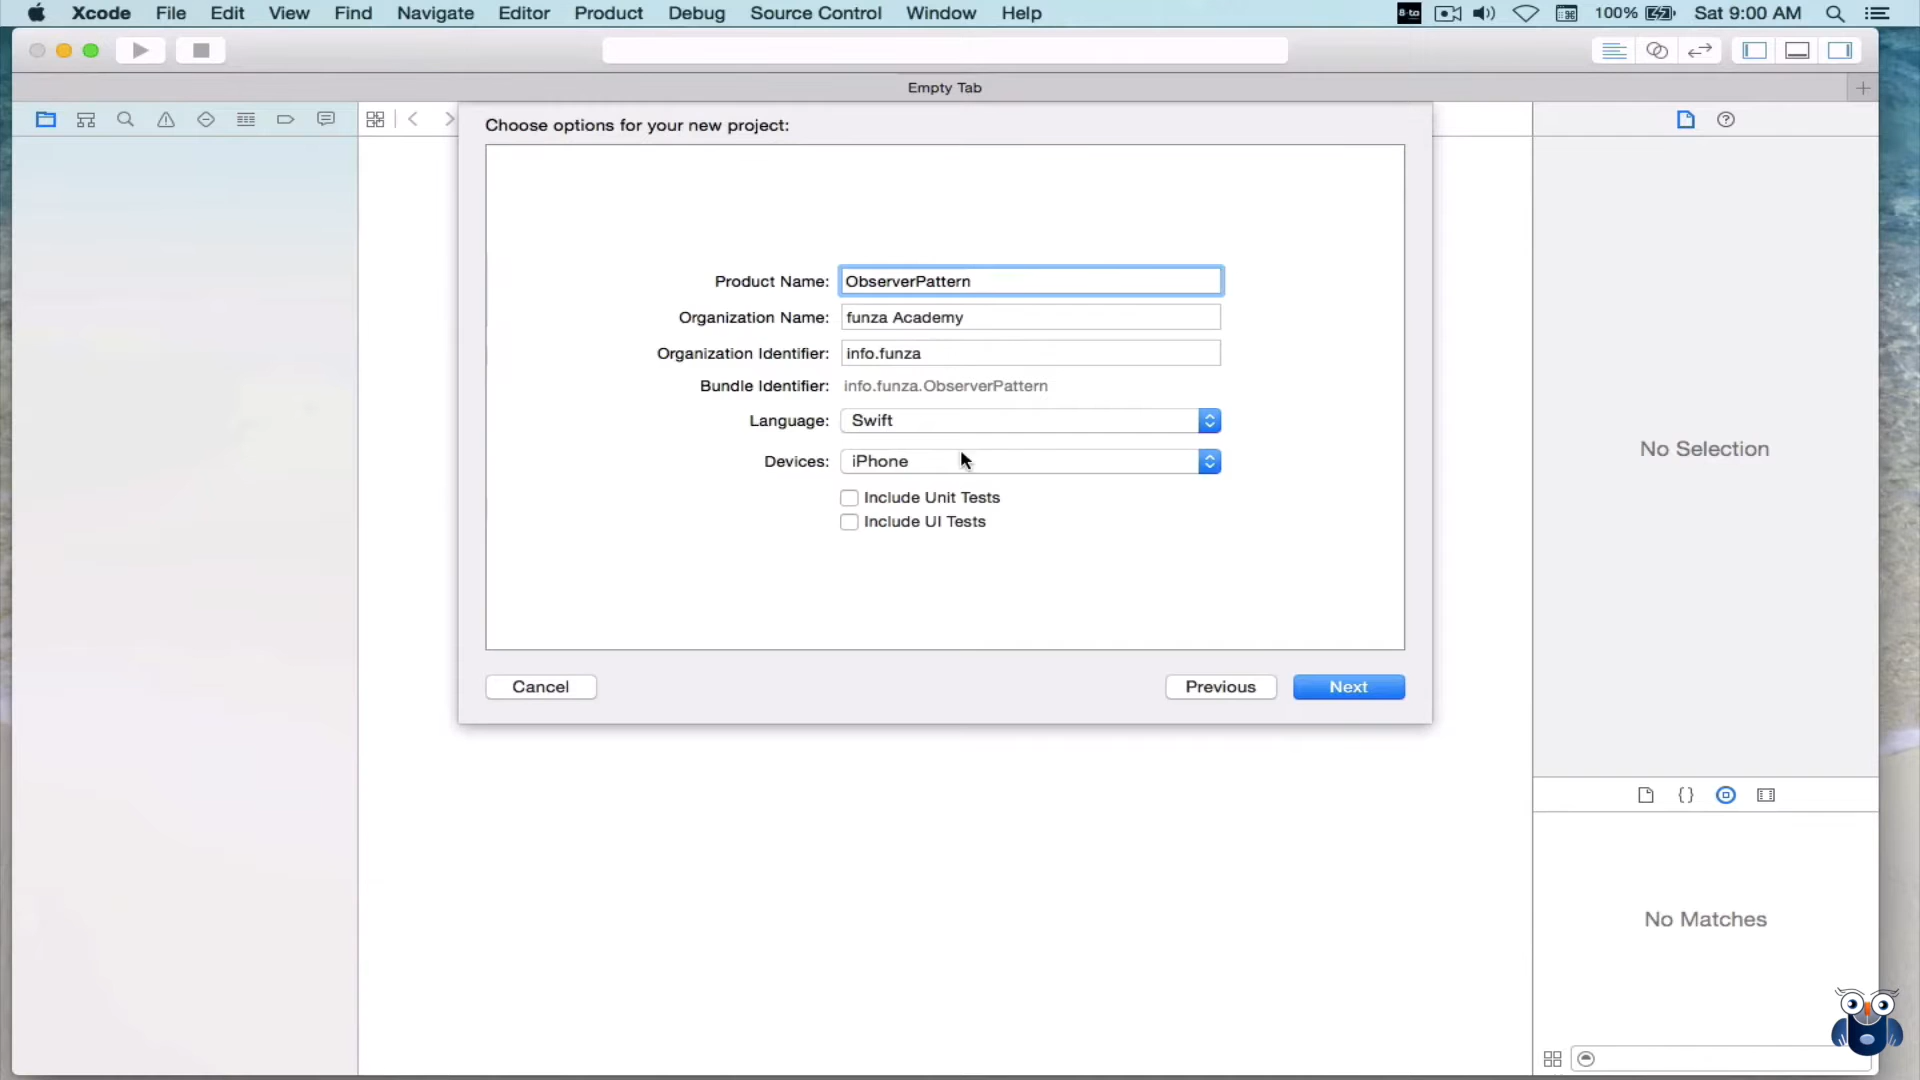 Xcode File Edit View Find Navigate Editor Product Debug Source Control Window Help 100% Sat 9:00 AM
Empty Tab
Choose options for your new project:
Product Name: ObserverPattern
Organization Name: funza Academy
Organization Identifier: info.funza
Bundle Identifier: info.funza.ObserverPattern
Language: Swift
Devices: iPhone
Include Unit Tests
Include UI Tests
No Selection
Cancel Previous Next
{}
No Matches